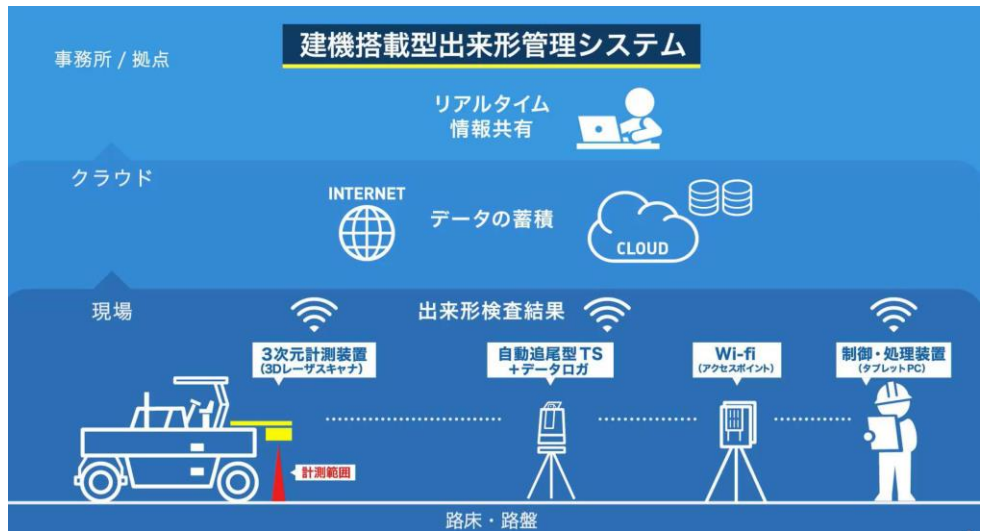 建機搭載型出来形管理システム
事務所 / 拠点
リアルタイム
情報共有
クラウド
INTERNET
データの蓄積
CLOUD
現場
出来形検査結果
3次元計測装置
(3Dレーザスキャナ)
自動追尾型TS
+データロガ
Wi-fi
(アクセスポイント)
制御・処理装置
(タブレットPC)
計測範囲
路床・路盤